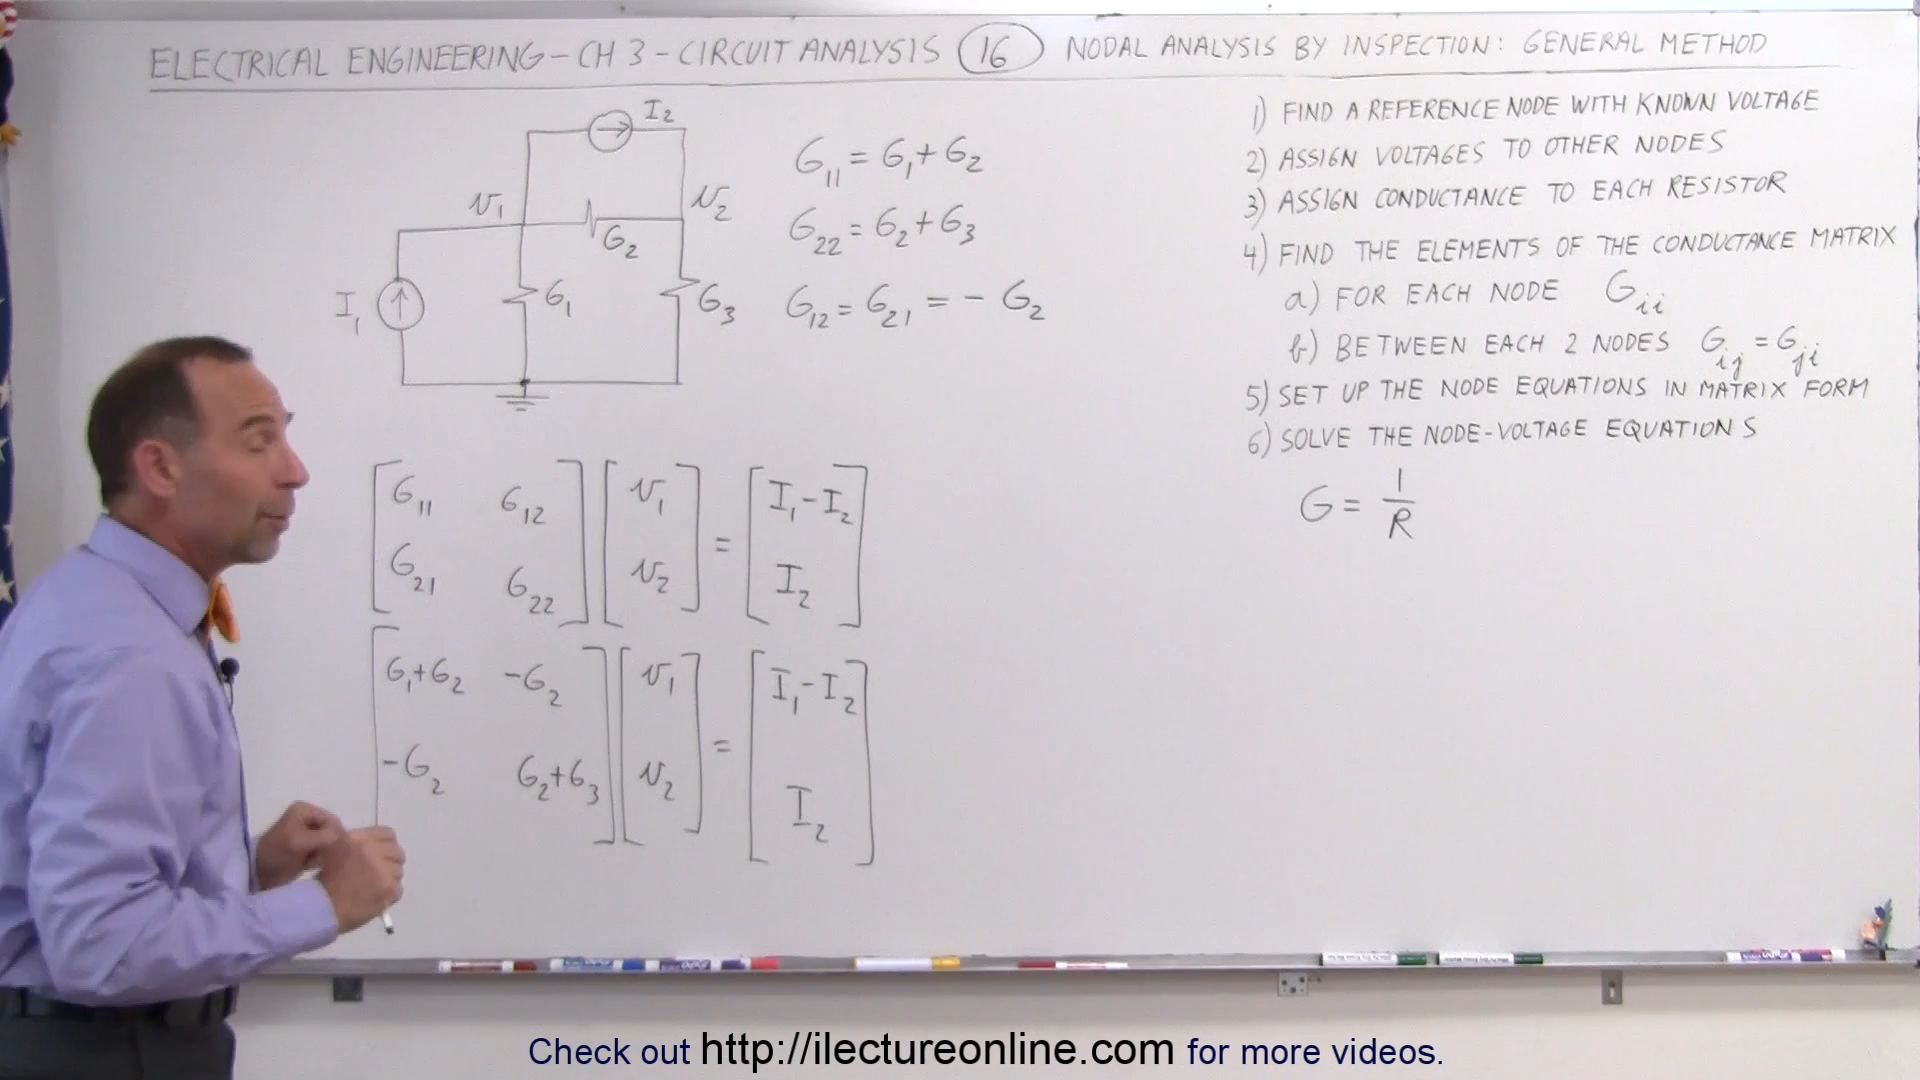 ELECTRICAL ENGINEERING - CH 3 - CIRCUIT ANALYSIS 16 NODAL ANALYSIS BY INSPECTION: GENERAL METHOD
I2
V1
V2
G2
I1
G1
G3
G11 = G1 + G2
G22 = G2 + G3
G12 = G21 = - G2
1) FIND A REFERENCE NODE WITH KNOWN VOLTAGE
2) ASSIGN VOLTAGES TO OTHER NODES
3) ASSIGN CONDUCTANCE TO EACH RESISTOR
4) FIND THE ELEMENTS OF THE CONDUCTANCE MATRIX
a) FOR EACH NODE Gii
b) BETWEEN EACH 2 NODES Gij = Gji
5) SET UP THE NODE EQUATIONS IN MATRIX FORM
6) SOLVE THE NODE-VOLTAGE EQUATIONS
G = 1/R
G11 G12 V1 I1 - I2
=
G21 G22 V2 I2
G1+G2 -G2 V1 I1 - I2
=
-G2 G2+G3 V2 I2
Check out http://ilectureonline.com for more videos.